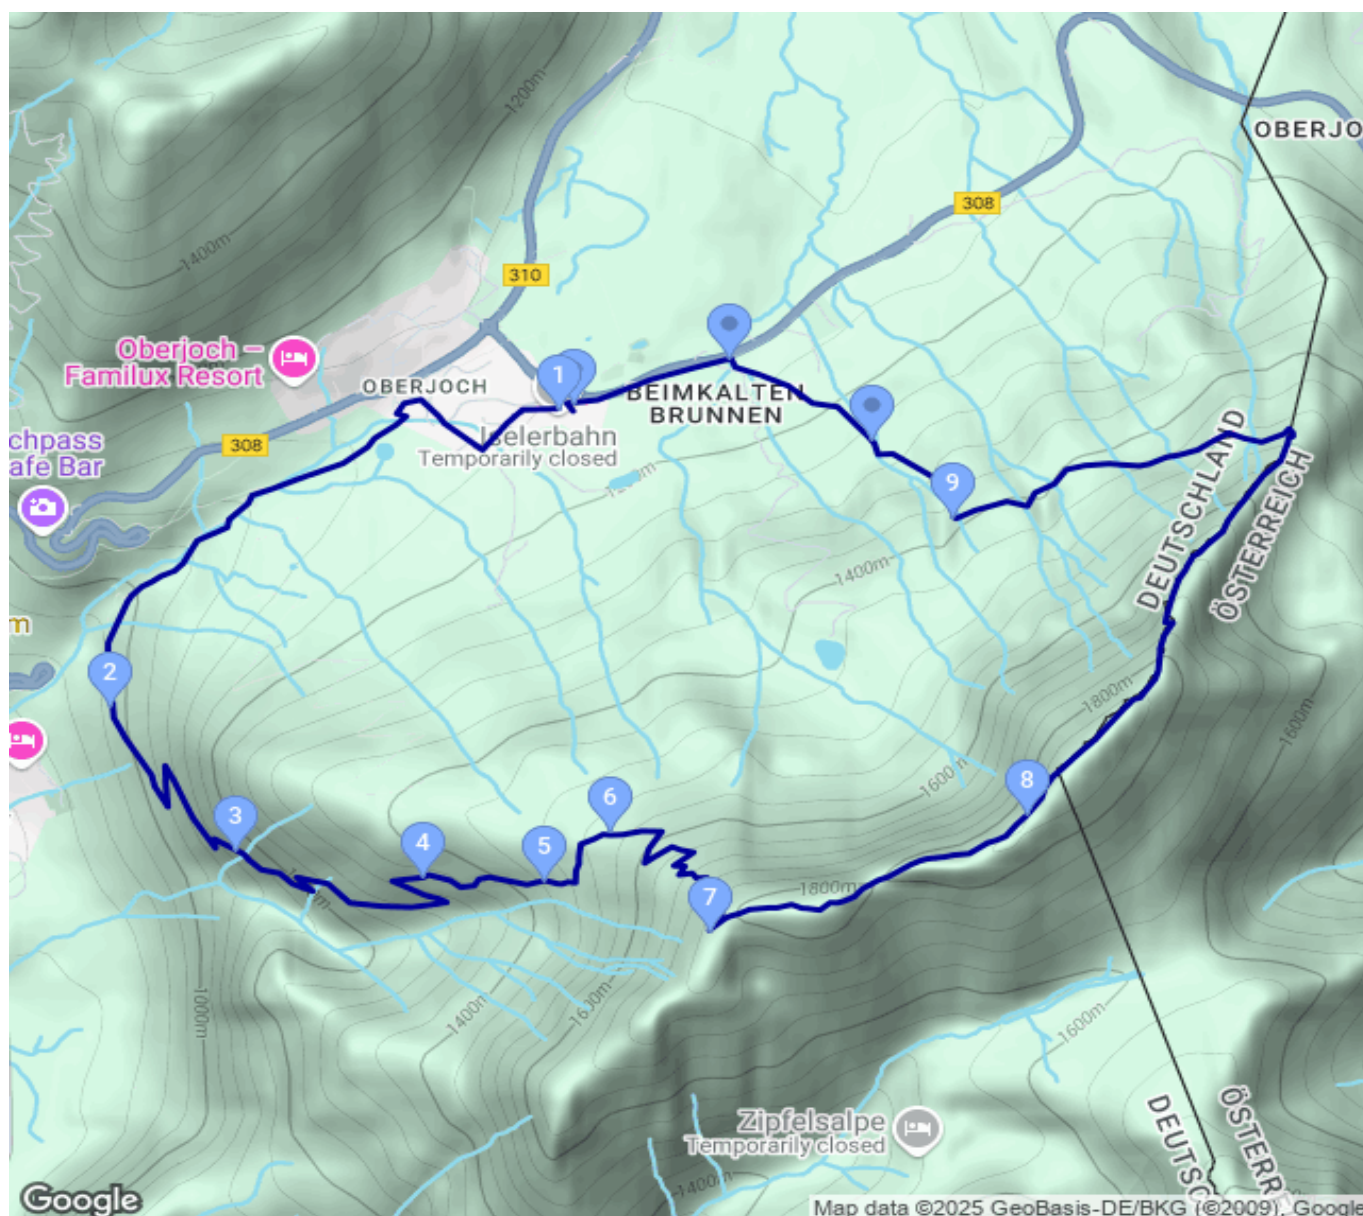 1200m
OBERJO
308
1400m
310
Oberjoch –
Familux Resort
1
OBERJOCH
BEIMKALTEN
BRUNNEN
308
Iselerbahn
Temporarily closed
chpass
afe Bar
9
DEUTSCHLAND
ÖSTERREICH
1400m
m
2
1800m
1600m
1600m
8
6
3
4
5
7
1800m
1000m
1400m
1600m
1600m
Zipfelsalpe
Temporarily closed
DEUTSC
ÖSTERRE
1400m
Google
Map data ©2025 GeoBasis-DE/BKG (©2009), Google